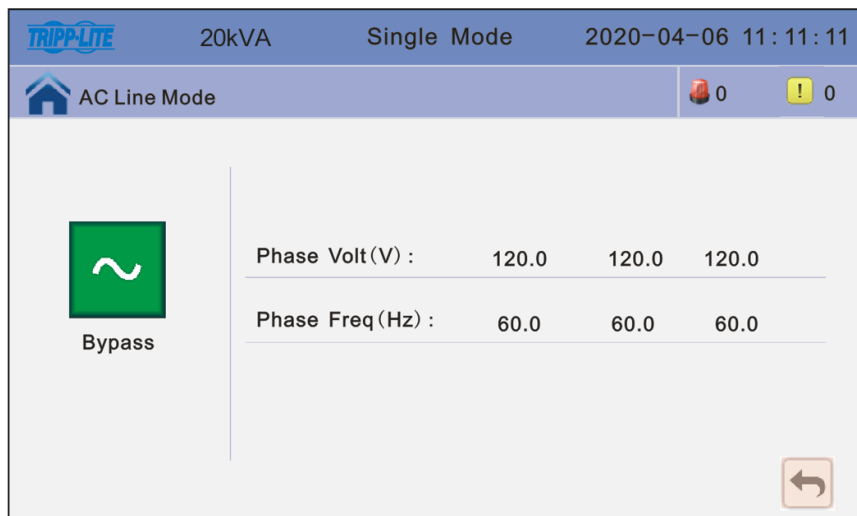 TRIPP·LITE 20kVA Single Mode 2020-04-06 11:11:11
AC Line Mode 0 ! 0
Phase Volt(V): 120.0 120.0 120.0
Phase Freq(Hz): 60.0 60.0 60.0
Bypass